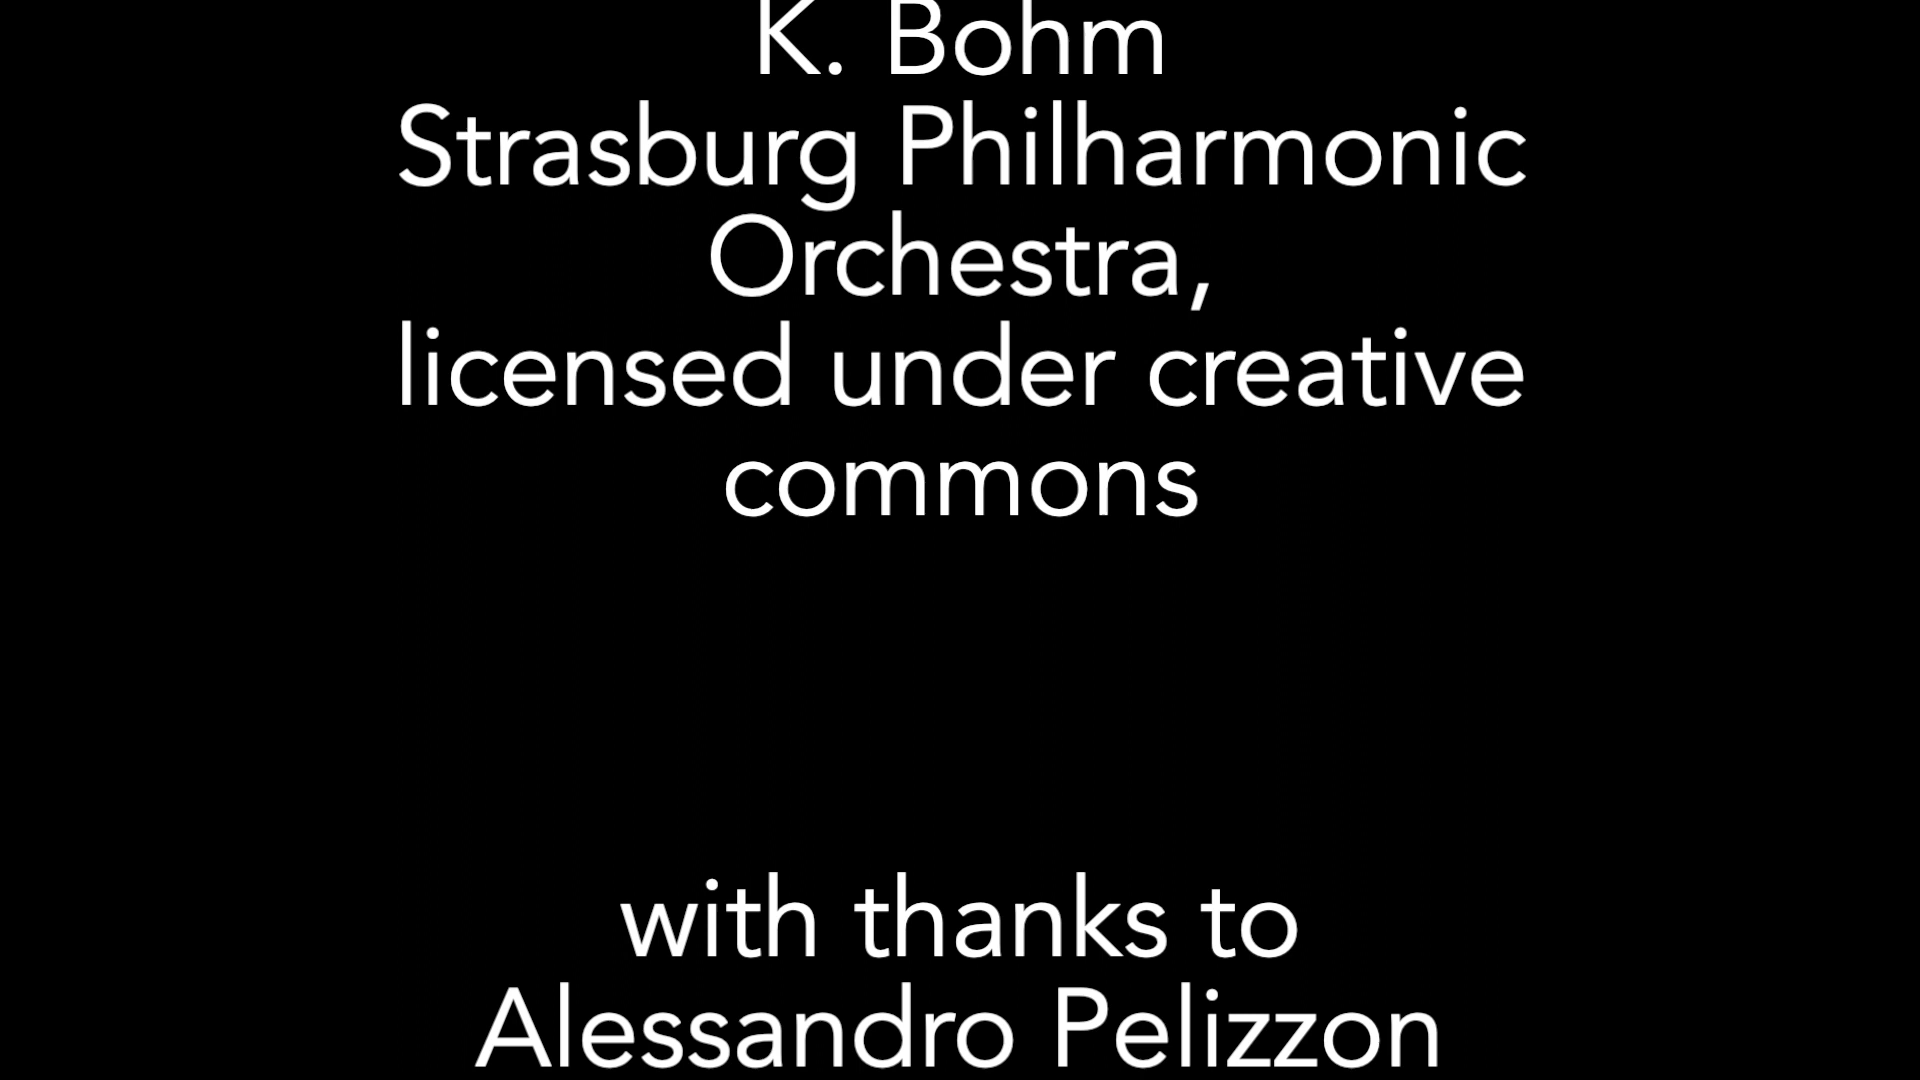 K. Bohm
Strasburg Philharmonic
Orchestra,
licensed under creative
commons
with thanks to
Alessandro Pelizzon